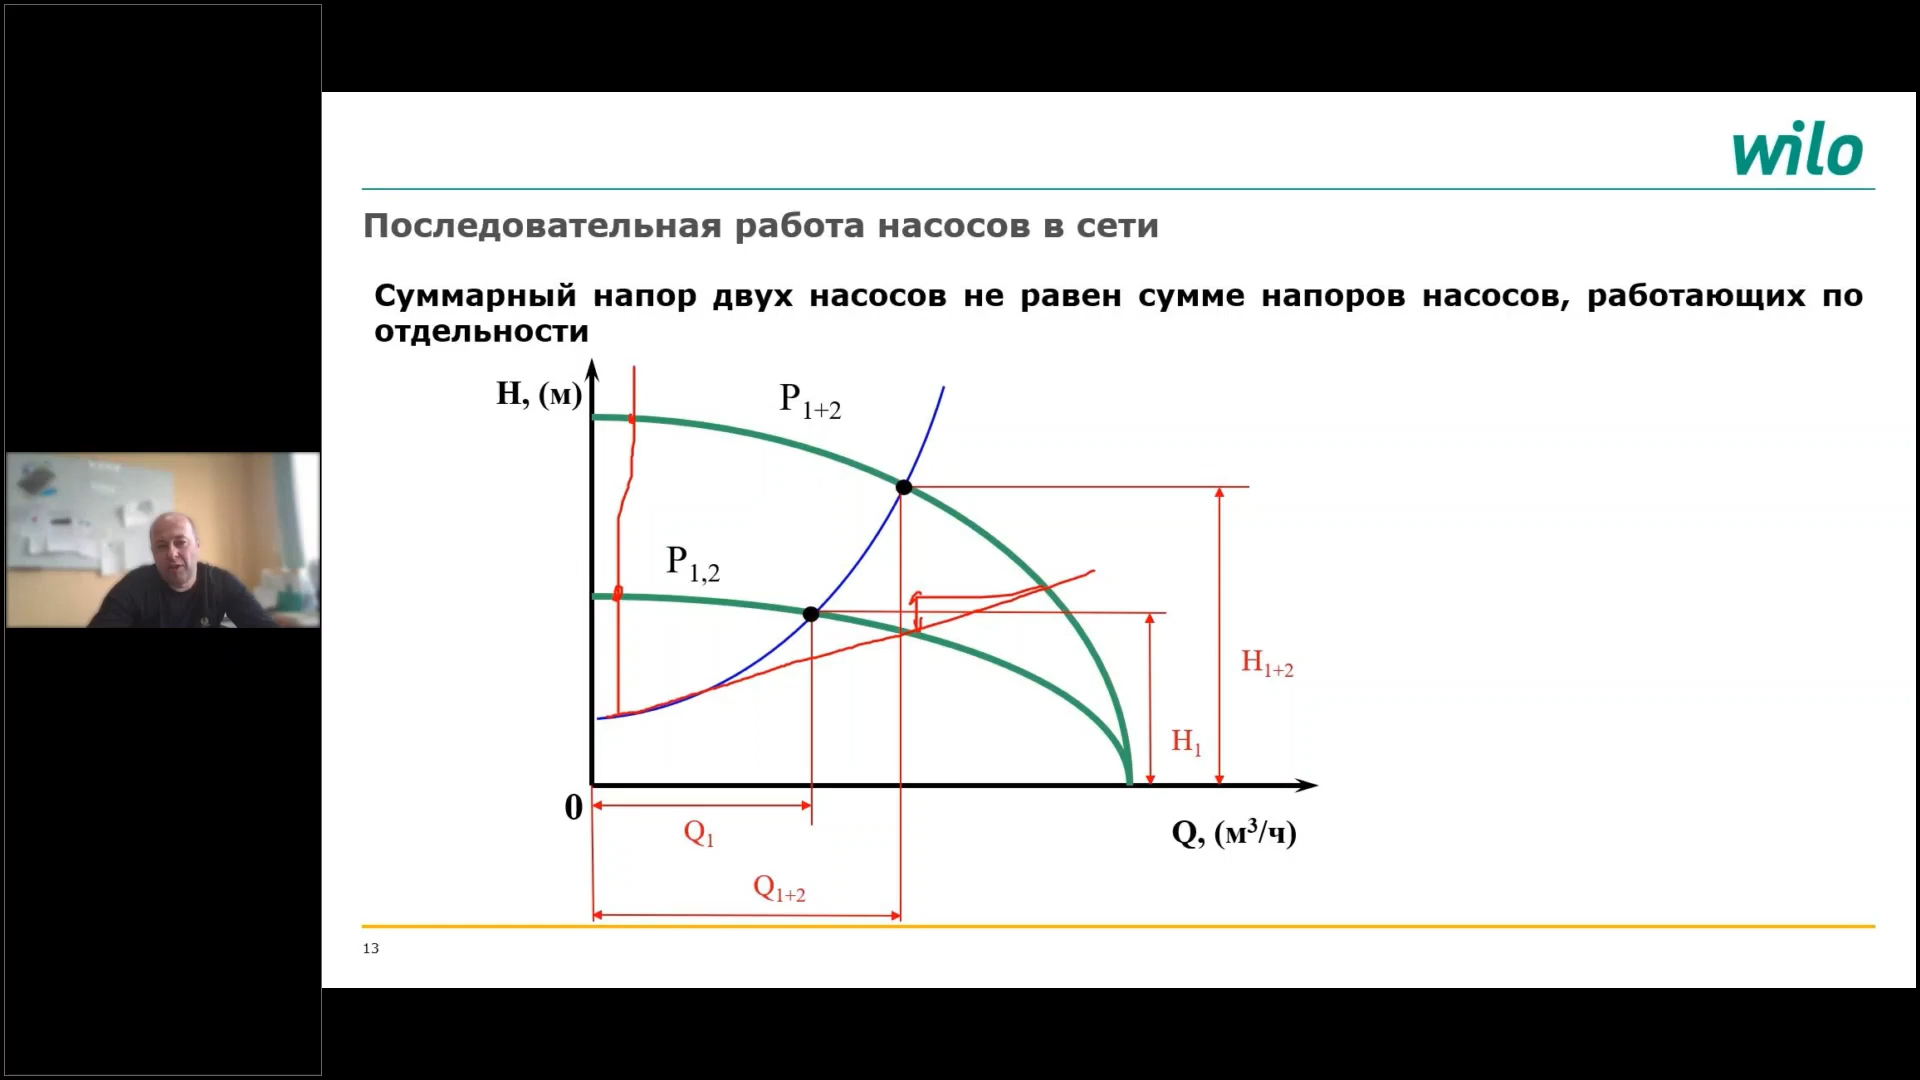 wilo
Последовательная работа насосов в сети
Суммарный напор двух насосов не равен сумме напоров насосов, работающих по
отдельности
H, (м)
P1+2
P1,2
H1+2
H1
0
Q1
Q, (м³/ч)
Q1+2
13